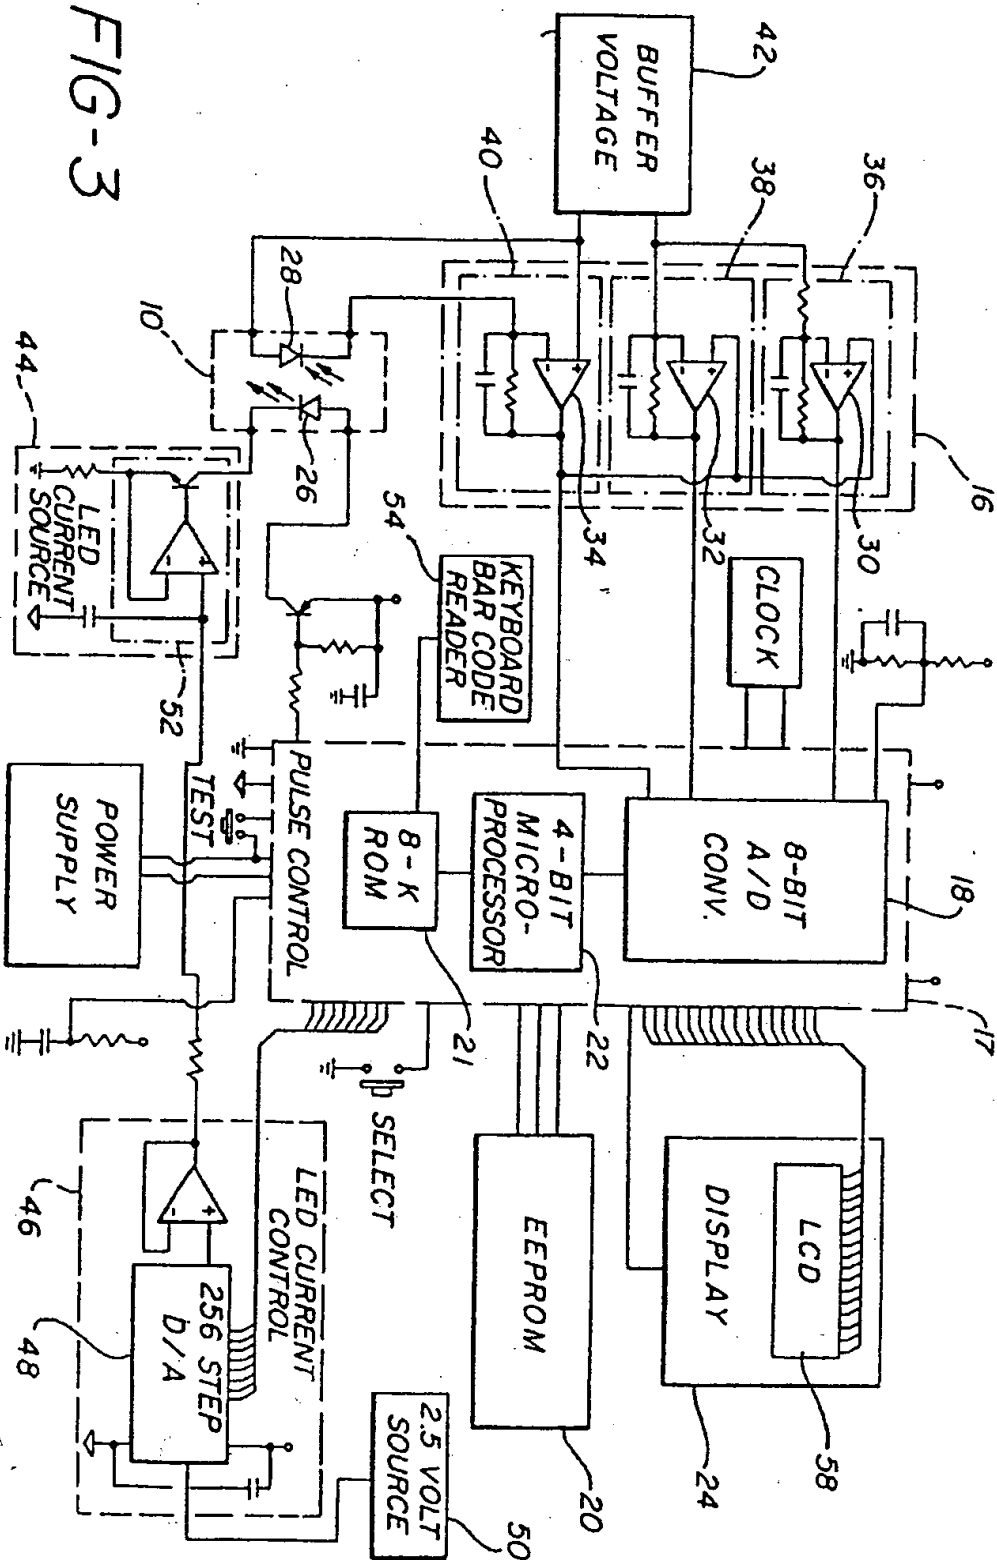 42
BUFFER
VOLTAGE
40
38
36
16
34
32
30
+
-
+
-
+
-
28
10
26
44
LED
CURRENT
SOURCE
-
+
52
54
KEYBOARD
BAR CODE
READER
CLOCK
PULSE CONTROL
8-BIT
A/D
CONV.
18
4-BIT
MICRO-
PROCESSOR
22
8-K
ROM
21
17
TEST
POWER
SUPPLY
SELECT
EEPROM
20
DISPLAY
LCD
58
24
LED CURRENT
CONTROL
46
-
+
256 STEP
D/A
48
2.5 VOLT
SOURCE
50
FIG-3